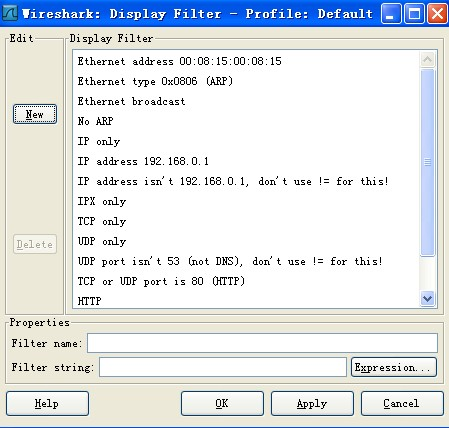 Wireshark: Display Filter - Profile: Default
Edit
Display Filter
New
Delete
Ethernet address 00:08:15:00:08:15
Ethernet type 0x0806 (ARP)
Ethernet broadcast
No ARP
IP only
IP address 192.168.0.1
IP address isn't 192.168.0.1, don't use != for this!
IPX only
TCP only
UDP only
UDP port isn't 53 (not DNS), don't use != for this!
TCP or UDP port is 80 (HTTP)
HTTP
Properties
Filter name:
Filter string:
Expression...
Help
OK
Apply
Cancel